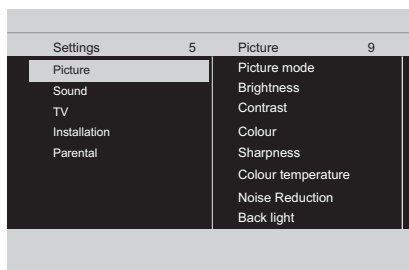 Settings 5 Picture 9
Picture Picture mode
Sound Brightness
TV Contrast
Installation Colour
Parental Sharpness
Colour temperature
Noise Reduction
Back light